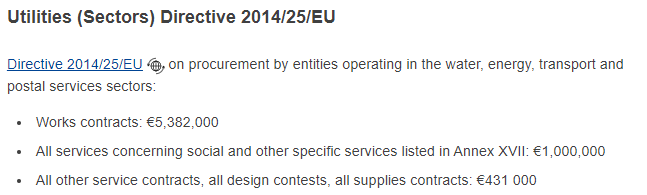 Utilities (Sectors) Directive 2014/25/EU
Directive 2014/25/EU on procurement by entities operating in the water, energy, transport and
postal services sectors:
• Works contracts: €5,382,000
• All services concerning social and other specific services listed in Annex XVII: €1,000,000
• All other service contracts, all design contests, all supplies contracts: €431 000